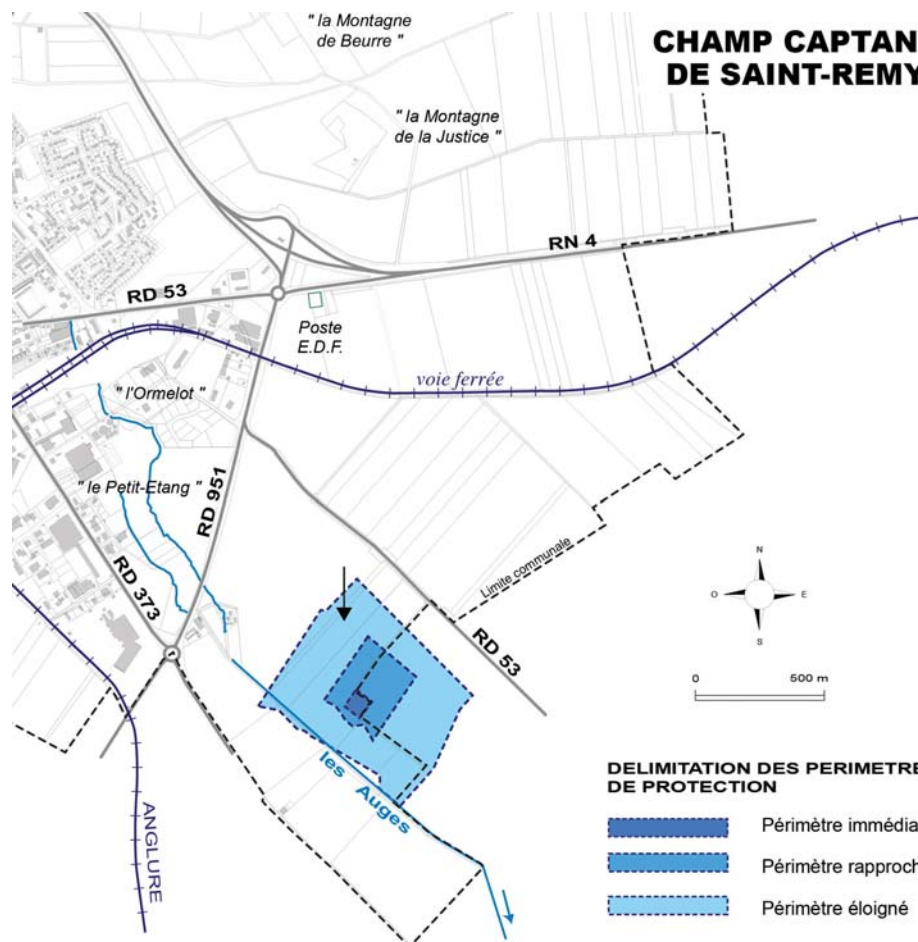 " la Montagne
de Beurre "
CHAMP CAPTAN
DE SAINT-REMY
" la Montagne
de la Justice "
RN 4
RD 53
Poste
E.D.F.
voie ferrée
" l'Ormelot "
" le Petit-Etang "
RD 951
RD 373
Limite communale
RD 53
N
O
E
S
0
500 m
les Auges
ANGLURE
DELIMITATION DES PERIMETRE
DE PROTECTION
Périmètre immédia
Périmètre rapproch
Périmètre éloigné